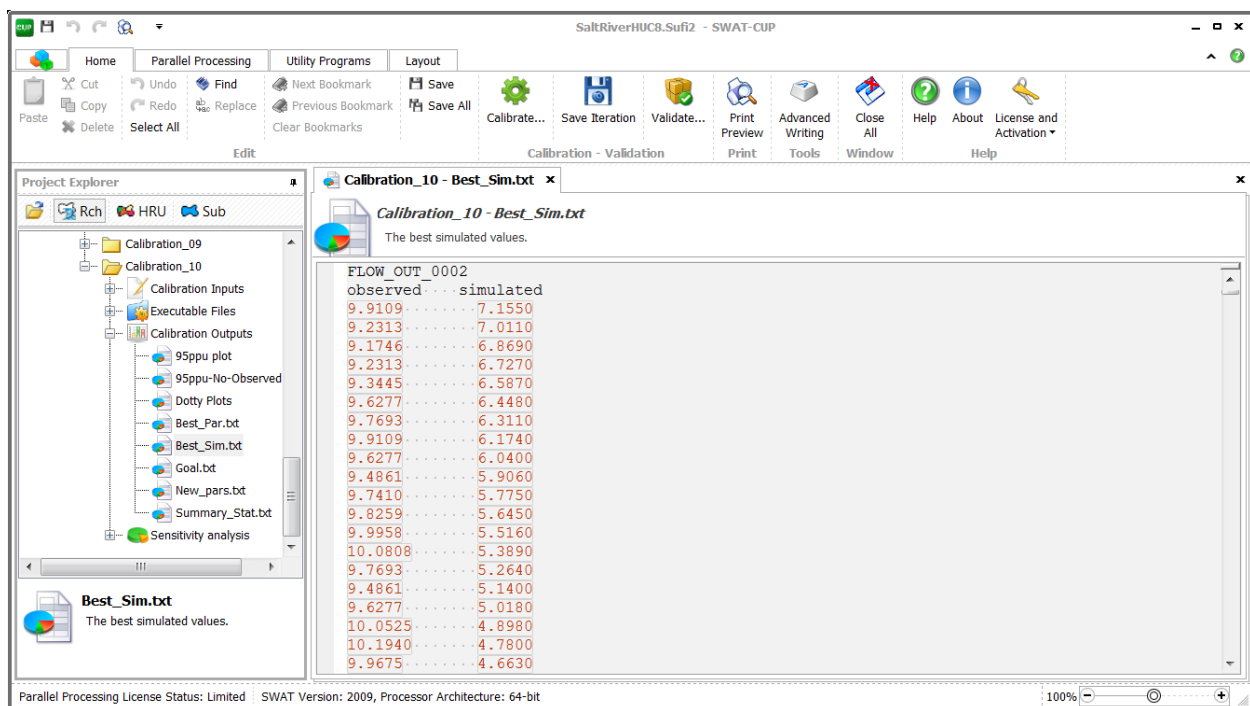 CUP
SaltRiverHUC8.Sufi2 - SWAT-CUP
Home Parallel Processing Utility Programs Layout
Paste
Cut Copy Delete
Undo Redo Select All
Find Replace
Next Bookmark Previous Bookmark Clear Bookmarks
Save Save All
Edit
Calibrate... Save Iteration Validate...
Calibration - Validation
Print Preview
Print
Advanced Writing
Tools
Close All
Window
Help About License and Activation
Help
Project Explorer
Rch HRU Sub
Calibration_09
Calibration_10
Calibration Inputs
Executable Files
Calibration Outputs
95ppu plot
95ppu-No-Observed
Dotty Plots
Best_Par.txt
Best_Sim.txt
Goal.txt
New_pars.txt
Summary_Stat.txt
Sensitivity analysis
Best_Sim.txt
The best simulated values.
Calibration_10 - Best_Sim.txt
Calibration_10 - Best_Sim.txt
The best simulated values.
FLOW_OUT_0002
observed simulated
9.9109 7.1550
9.2313 7.0110
9.1746 6.8690
9.2313 6.7270
9.3445 6.5870
9.6277 6.4480
9.7693 6.3110
9.9109 6.1740
9.6277 6.0400
9.4861 5.9060
9.7410 5.7750
9.8259 5.6450
9.9958 5.5160
10.0808 5.3890
9.7693 5.2640
9.4861 5.1400
9.6277 5.0180
10.0525 4.8980
10.1940 4.7800
9.9675 4.6630
Parallel Processing License Status: Limited SWAT Version: 2009, Processor Architecture: 64-bit
100%